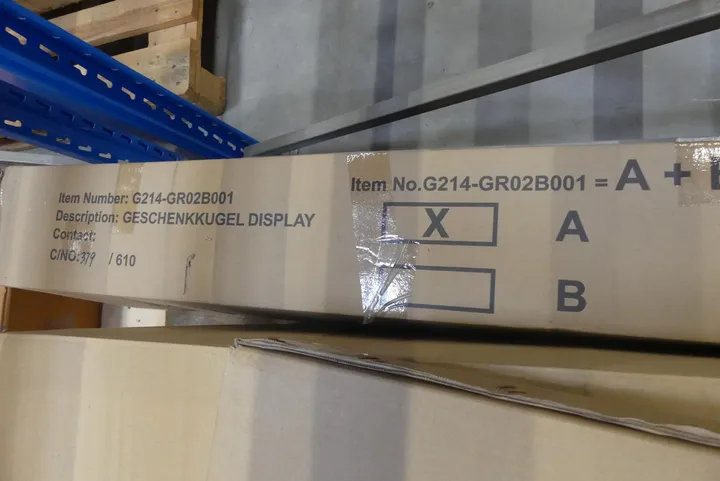 Item Number: G214-GR02B001
Description: GESCHENKKUGEL DISPLAY
Contact:
C/NO: / 610
Item No.G214-GR02B001 = A +
X A
B